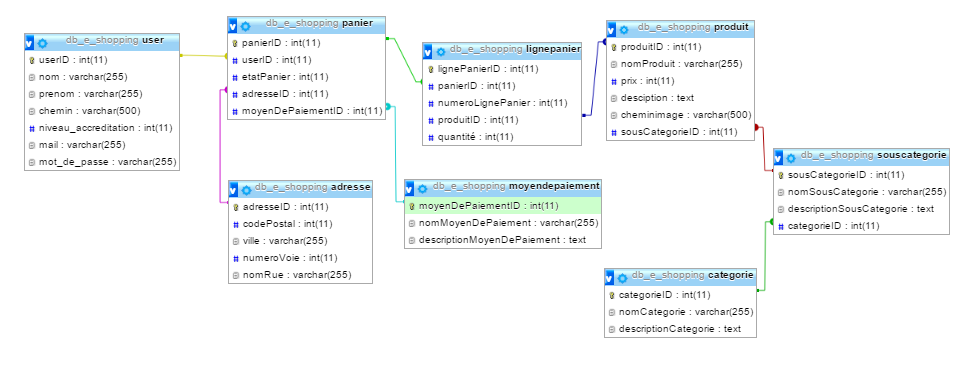 db_e_shopping user
userID : int(11)
nom : varchar(255)
prenom : varchar(255)
chemin : varchar(500)
niveau_accreditation : int(11)
mail : varchar(255)
mot_de_passe : varchar(255)
db_e_shopping panier
panierID : int(11)
userID : int(11)
etatPanier : int(11)
adresseID : int(11)
moyenDePaiementID : int(11)
db_e_shopping lignepanier
lignePanierID : int(11)
panierID : int(11)
numeroLignePanier : int(11)
produitID : int(11)
quantité : int(11)
db_e_shopping produit
produitID : int(11)
nomProduit : varchar(255)
prix : int(11)
desciption : text
cheminimage : varchar(500)
sousCategorieID : int(11)
db_e_shopping souscategorie
sousCategorieID : int(11)
nomSousCategorie : varchar(255)
descriptionSousCategorie : text
categorieID : int(11)
db_e_shopping adresse
adresseID : int(11)
codePostal : int(11)
ville : varchar(255)
numeroVoie : int(11)
nomRue : varchar(255)
db_e_shopping moyendepaiement
moyenDePaiementID : int(11)
nomMoyenDePaiement : varchar(255)
descriptionMoyenDePaiement : text
db_e_shopping categorie
categorieID : int(11)
nomCategorie : varchar(255)
descriptionCategorie : text